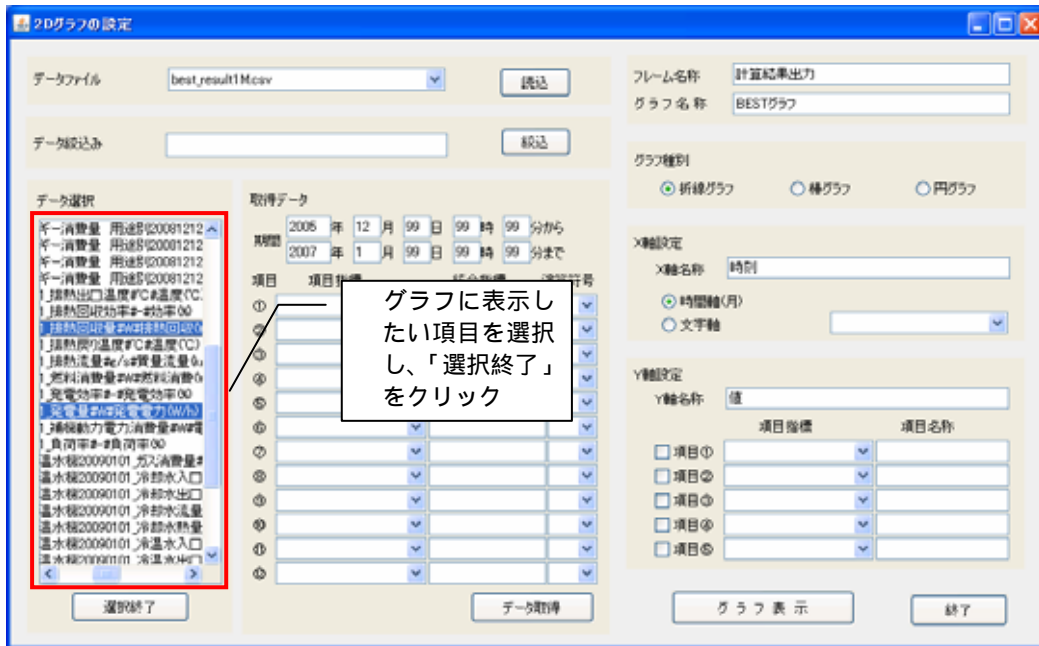 2Dグラフの設定
データファイル best_result1M.csv 読込
データ絞込み 絞込
データ選択
ギー消費量 用途別20081212
ギー消費量 用途別20081212
ギー消費量 用途別20081212
ギー消費量 用途別20081212
1_排熱出口温度#℃#温度(℃)
1_排熱回収効率#-#効率(X)
1_排熱回収量#W#排熱回収(
1_排熱戻り温度#℃#温度(℃)
1_排熱流量#g/s#質量流量(g
1_燃料消費量#W#燃料消費(
1_発電効率#-#発電効率(X)
1_発電量#W#発電電力(W/h)
1_補機動力電力消費量#W#電
1_負荷率#-#負荷率(X)
温水機20090101_ガス消費量#
温水機20090101_冷却水入口
温水機20090101_冷却水出口
温水機20090101_冷却水流量
温水機20090101_冷却水熱量
温水機20090101_冷温水入口
温水機20090101_冷温水出口
選択終了
取得データ
期間
2005 年 12 月 99 日 99 時 99 分から
2007 年 1 月 99 日 99 時 99 分まで
項目
①
②
③
④
⑤
⑥
⑦
⑧
⑨
⑩
⑪
⑫
グラフに表示し
たい項目を選択
し、「選択終了」
をクリック
データ取得
フレーム名称 計算結果出力
グラフ名称 BESTグラフ
グラフ種別
折線グラフ 棒グラフ 円グラフ
X軸設定
X軸名称 時刻
時間軸(月)
文字軸
Y軸設定
Y軸名称 値
項目指標 項目名称
項目①
項目②
項目③
項目④
項目⑤
グラフ表示 終了